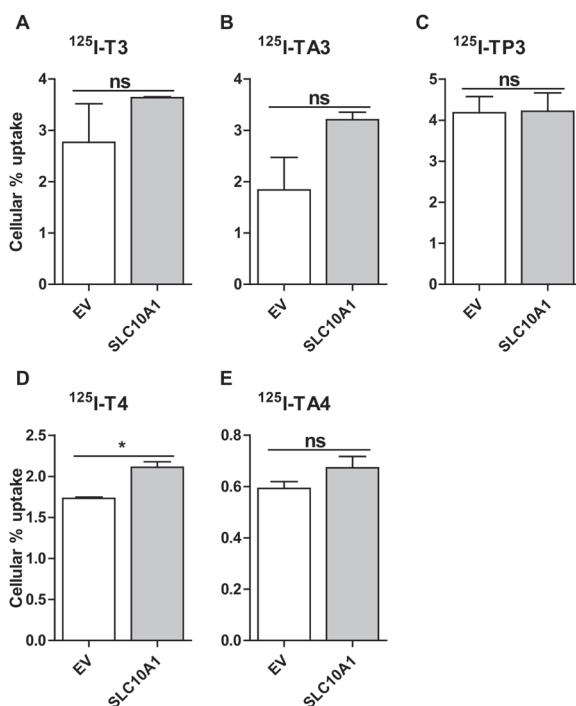 A
¹²⁵I-T3
ns
Cellular % uptake
4
3
2
1
0
EV
SLC10A1
B
¹²⁵I-TA3
ns
4
3
2
1
0
EV
SLC10A1
C
¹²⁵I-TP3
ns
5
4
3
2
1
0
EV
SLC10A1
D
¹²⁵I-T4
*
Cellular % uptake
2.5
2.0
1.5
1.0
0.5
0.0
EV
SLC10A1
E
¹²⁵I-TA4
ns
0.8
0.6
0.4
0.2
0.0
EV
SLC10A1